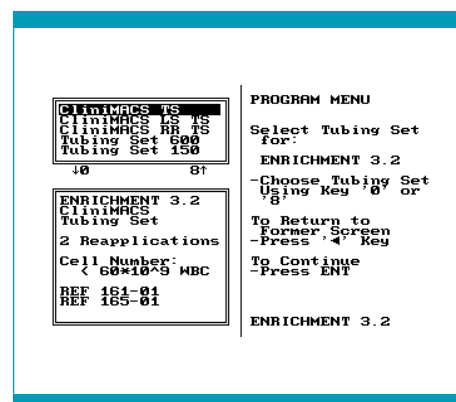 CliniMACS TS
CliniMACS LS TS
CliniMACS RR TS
Tubing Set 600
Tubing Set 150
↓0 8↑
ENRICHMENT 3.2
CliniMACS
Tubing Set
2 Reapplications
Cell Number:
< 60*10^9 WBC
REF 161-01
REF 165-01
PROGRAM MENU
Select Tubing Set
for:
ENRICHMENT 3.2
-Choose Tubing Set
Using Key '0' or
'8'
To Return to
Former Screen
-Press '◄' Key
To Continue
-Press ENT
ENRICHMENT 3.2